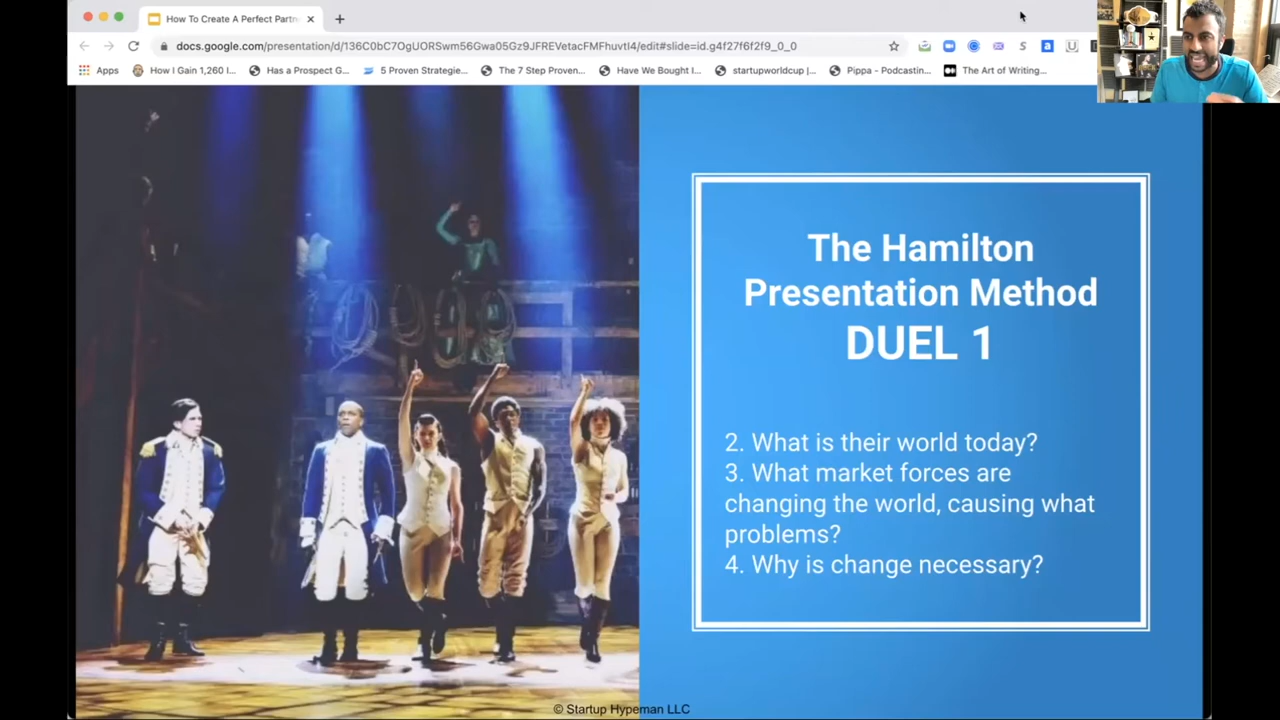 How To Create A Perfect Partn
docs.google.com/presentation/d/136C0bC7OgU0RSwm56Gwa05Gz9JFREVetacFMFhuvtI4/edit#slide=id.g4f27f6f2f9_0_0
Apps
How I Gain 1,260 I...
Has a Prospect G...
5 Proven Strategie...
The 7 Step Proven...
Have We Bought I...
startupworldcup |...
Pippa - Podcastin...
The Art of Writing...
The Hamilton
Presentation Method
DUEL 1
2. What is their world today?
3. What market forces are
changing the world, causing what
problems?
4. Why is change necessary?
© Startup Hypeman LLC